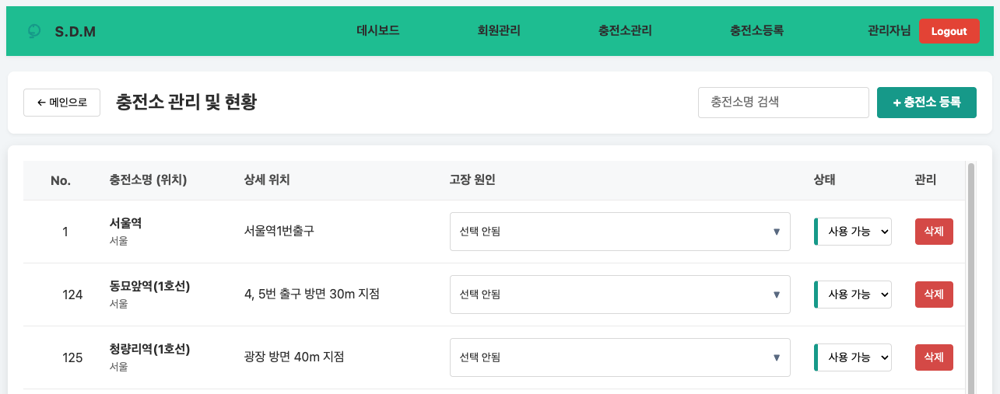 S.D.M 데시보드 회원관리 충전소관리 충전소등록 관리자님 Logout
← 메인으로 충전소 관리 및 현황 충전소명 검색 + 충전소 등록
No. 충전소명 (위치) 상세 위치 고장 원인 상태 관리
1 서울역 서울역1번출구 선택 안됨 ▼ 사용 가능 삭제
서울
124 동묘앞역(1호선) 4, 5번 출구 방면 30m 지점 선택 안됨 ▼ 사용 가능 삭제
서울
125 청량리역(1호선) 광장 방면 40m 지점 선택 안됨 ▼ 사용 가능 삭제
서울